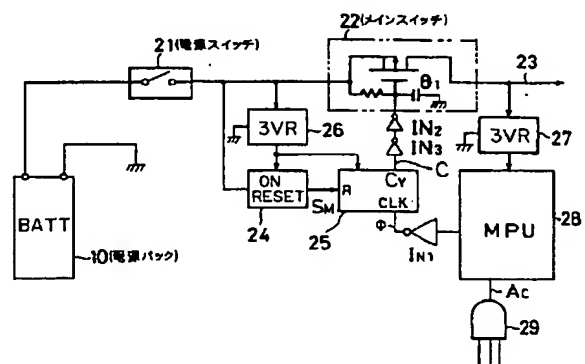 22(メインスイッチ)
21(電源スイッチ)
θ1
23
IN2
IN3
3VR
26
3VR
27
C
CY
ON
RESET
R
SM
CLK
24
25
Φ
IN1
MPU
28
BATT
10(電源パック)
Ac
29